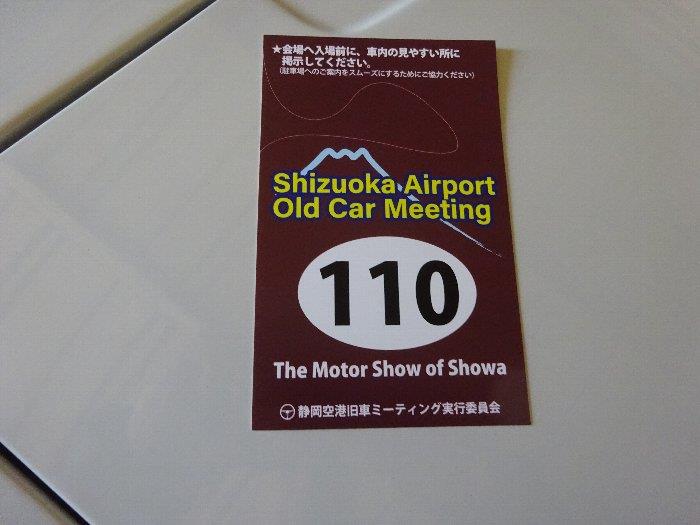 ★会場へ入場前に、車内の見やすい所に
掲示してください。
（駐車場へのご案内をスムーズにするためにご協力ください）
Shizuoka Airport
Old Car Meeting
110
The Motor Show of Showa
静岡空港旧車ミーティング実行委員会